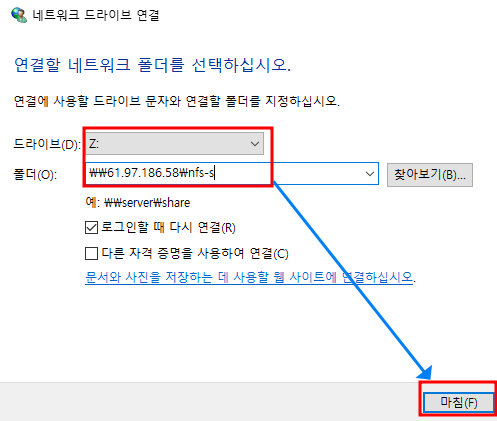 네트워크 드라이브 연결
연결할 네트워크 폴더를 선택하십시오.
연결에 사용할 드라이브 문자와 연결할 폴더를 지정하십시오.
드라이브(D): Z:
폴더(O): ₩₩61.97.186.58₩nfs-s 찾아보기(B)...
예: ₩₩server₩share
로그인할 때 다시 연결(R)
다른 자격 증명을 사용하여 연결(C)
문서와 사진을 저장하는 데 사용할 웹 사이트에 연결하십시오.
마침(F)